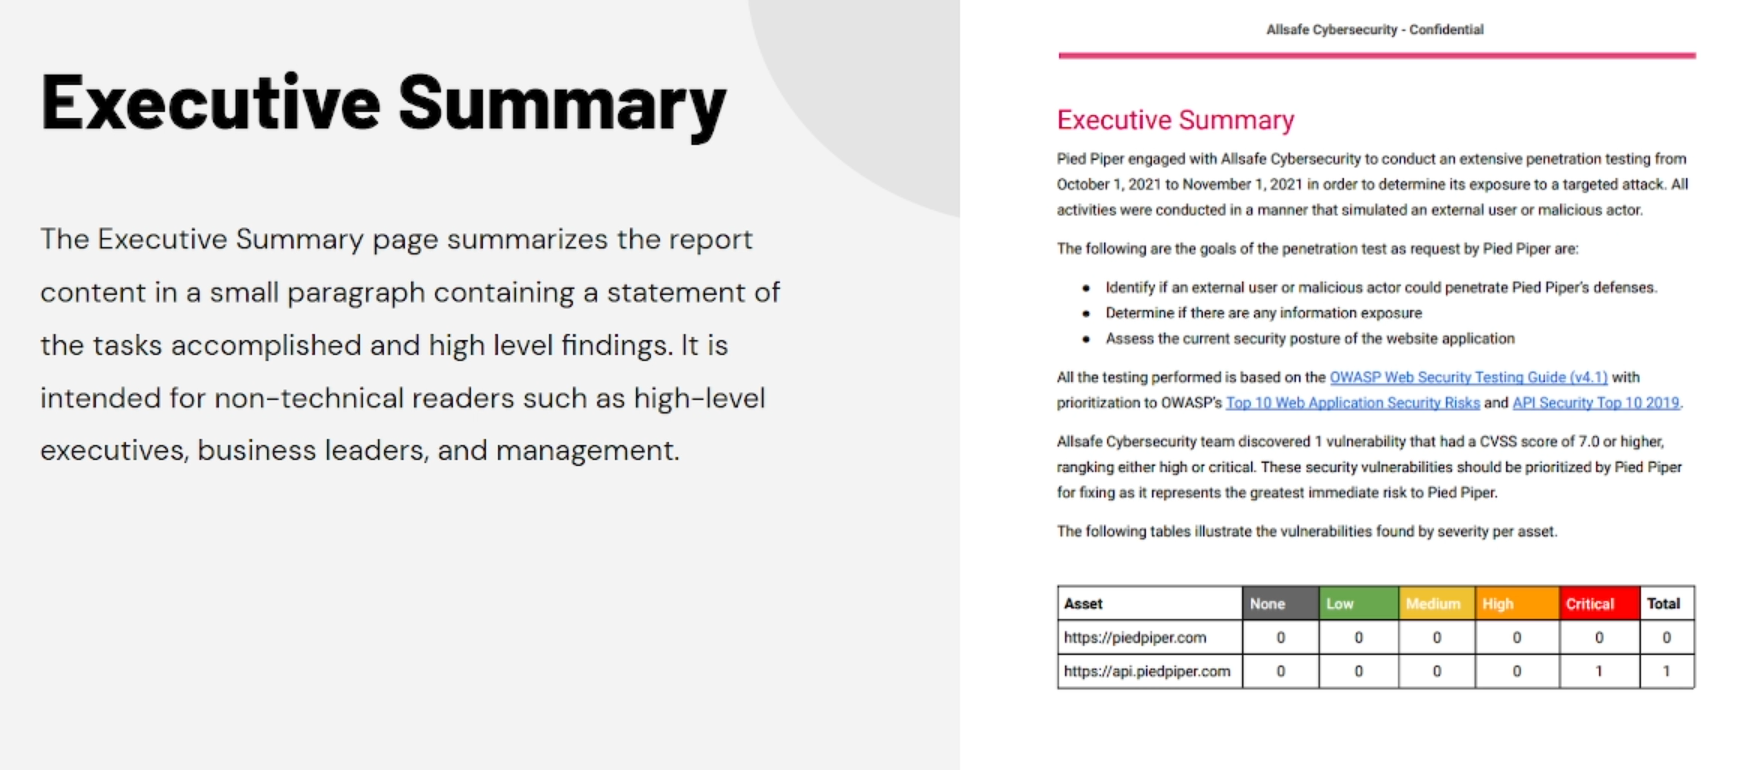 Executive Summary
The Executive Summary page summarizes the report
content in a small paragraph containing a statement of
the tasks accomplished and high level findings. It is
intended for non-technical readers such as high-level
executives, business leaders, and management.
Allsafe Cybersecurity - Confidential
Executive Summary
Pied Piper engaged with Allsafe Cybersecurity to conduct an extensive penetration testing from
October 1, 2021 to November 1, 2021 in order to determine its exposure to a targeted attack. All
activities were conducted in a manner that simulated an external user or malicious actor.
The following are the goals of the penetration test as request by Pied Piper are:
● Identify if an external user or malicious actor could penetrate Pied Piper's defenses.
● Determine if there are any information exposure
● Assess the current security posture of the website application
All the testing performed is based on the OWASP Web Security Testing Guide (v4.1) with
prioritization to OWASP's Top 10 Web Application Security Risks and API Security Top 10 2019.
Allsafe Cybersecurity team discovered 1 vulnerability that had a CVSS score of 7.0 or higher,
rangking either high or critical. These security vulnerabilities should be prioritized by Pied Piper
for fixing as it represents the greatest immediate risk to Pied Piper.
The following tables illustrate the vulnerabilities found by severity per asset.
Asset None Low Medium High Critical Total
https://piedpiper.com 0 0 0 0 0 0
https://api.piedpiper.com 0 0 0 0 1 1